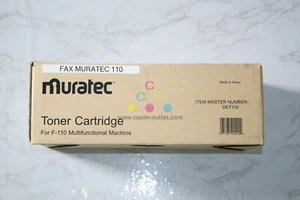 FAX MURATEC 110
muratec
Made in Korea
ITEM MASTER NUMBER:
DKT110
Toner Cartridge
For F-110 Multifunctional Machine
www.copieroutlet.com